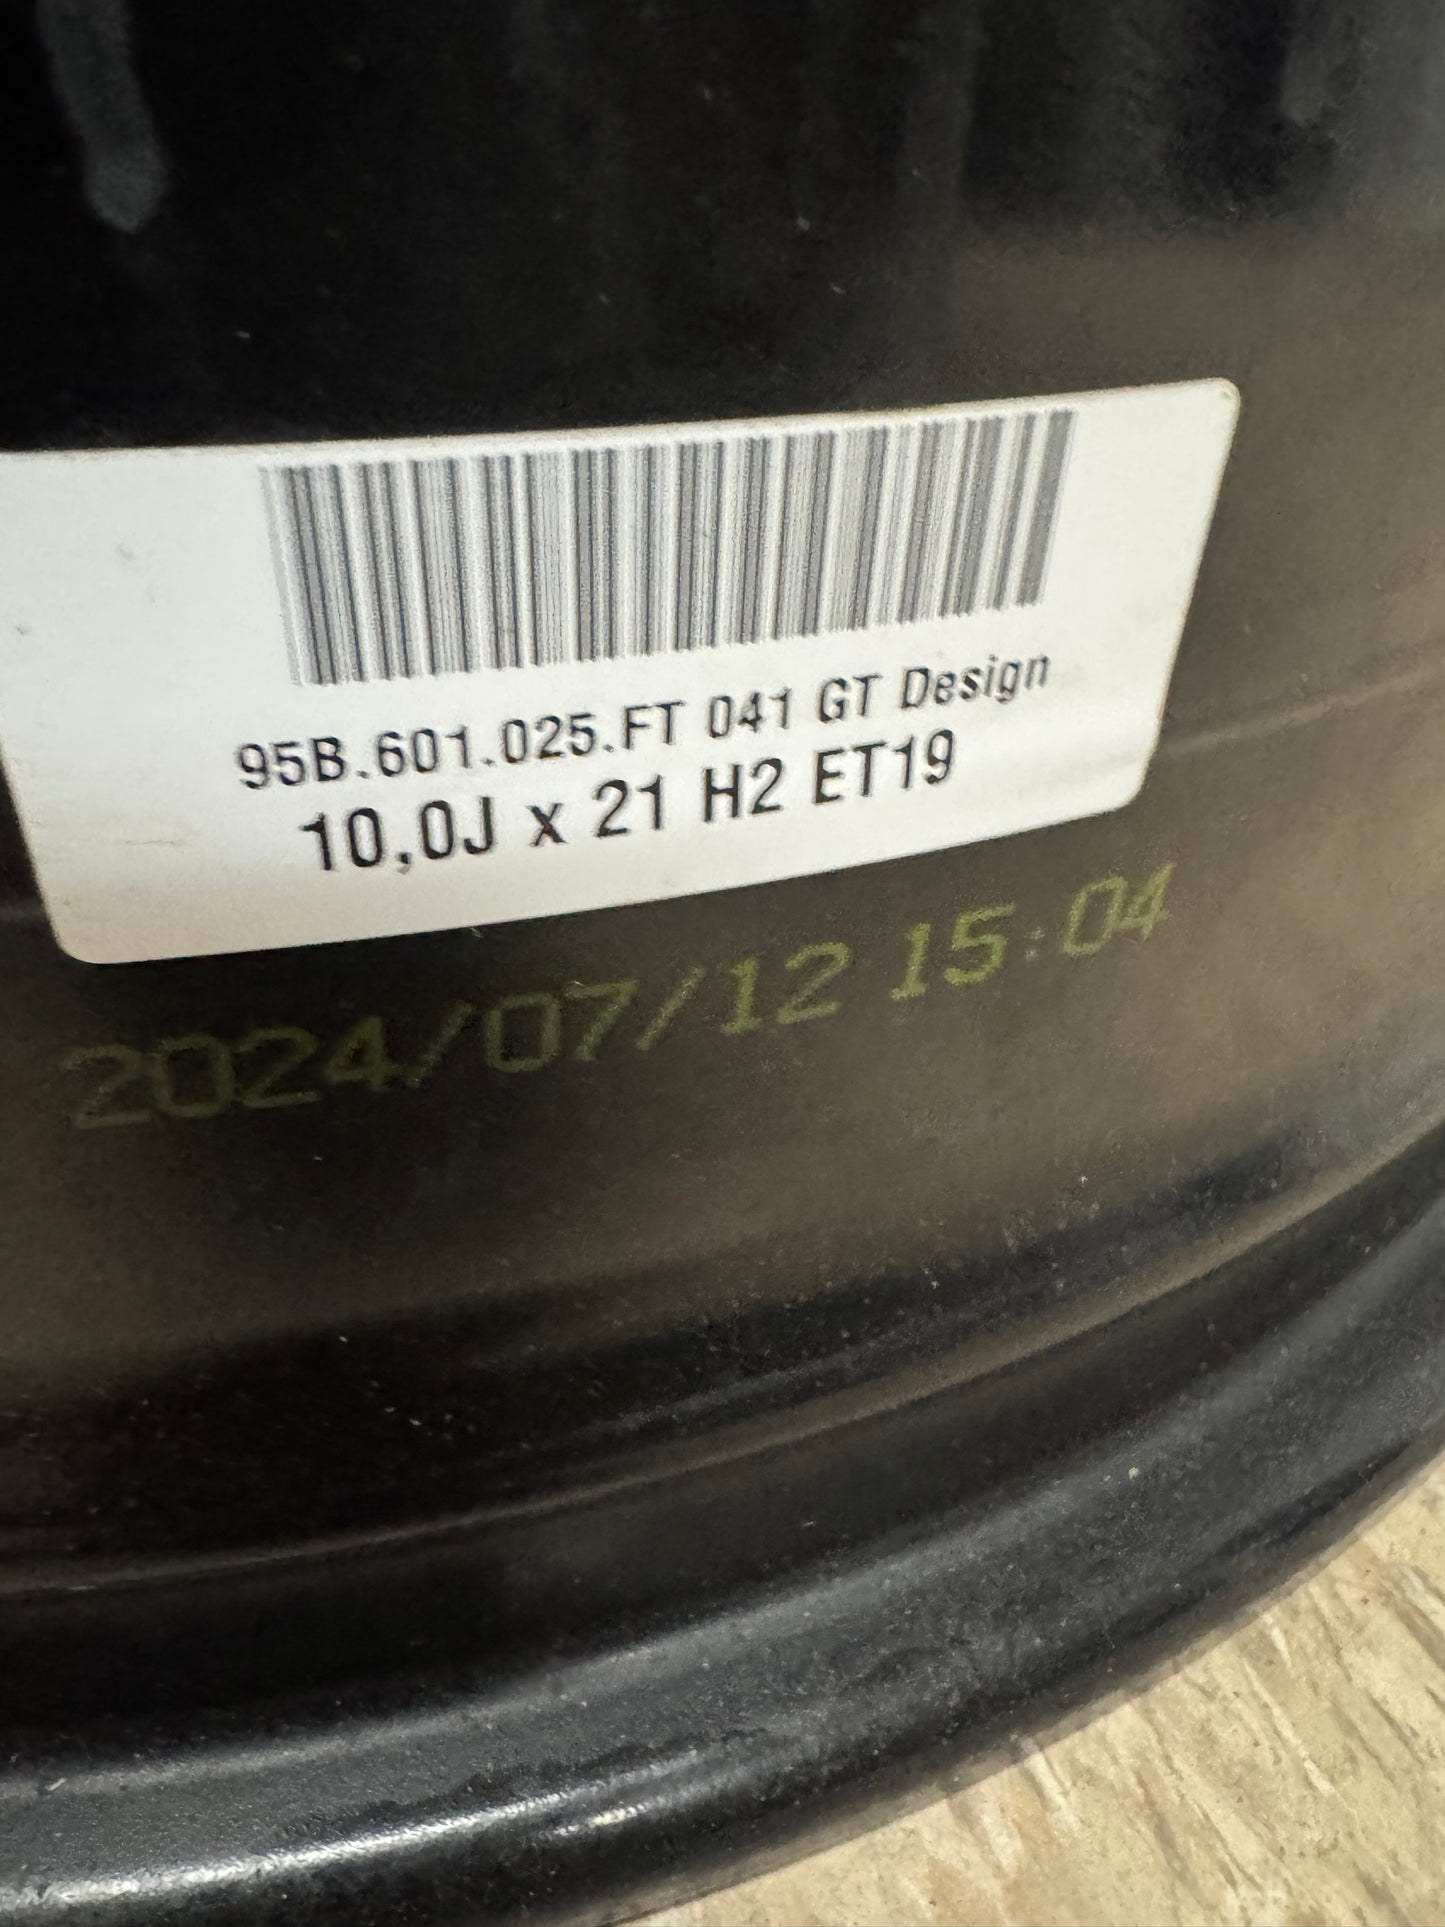 95B.601.025.FT 041 GT Design
10,0J x 21 H2 ET19
2024/07/12 15:04